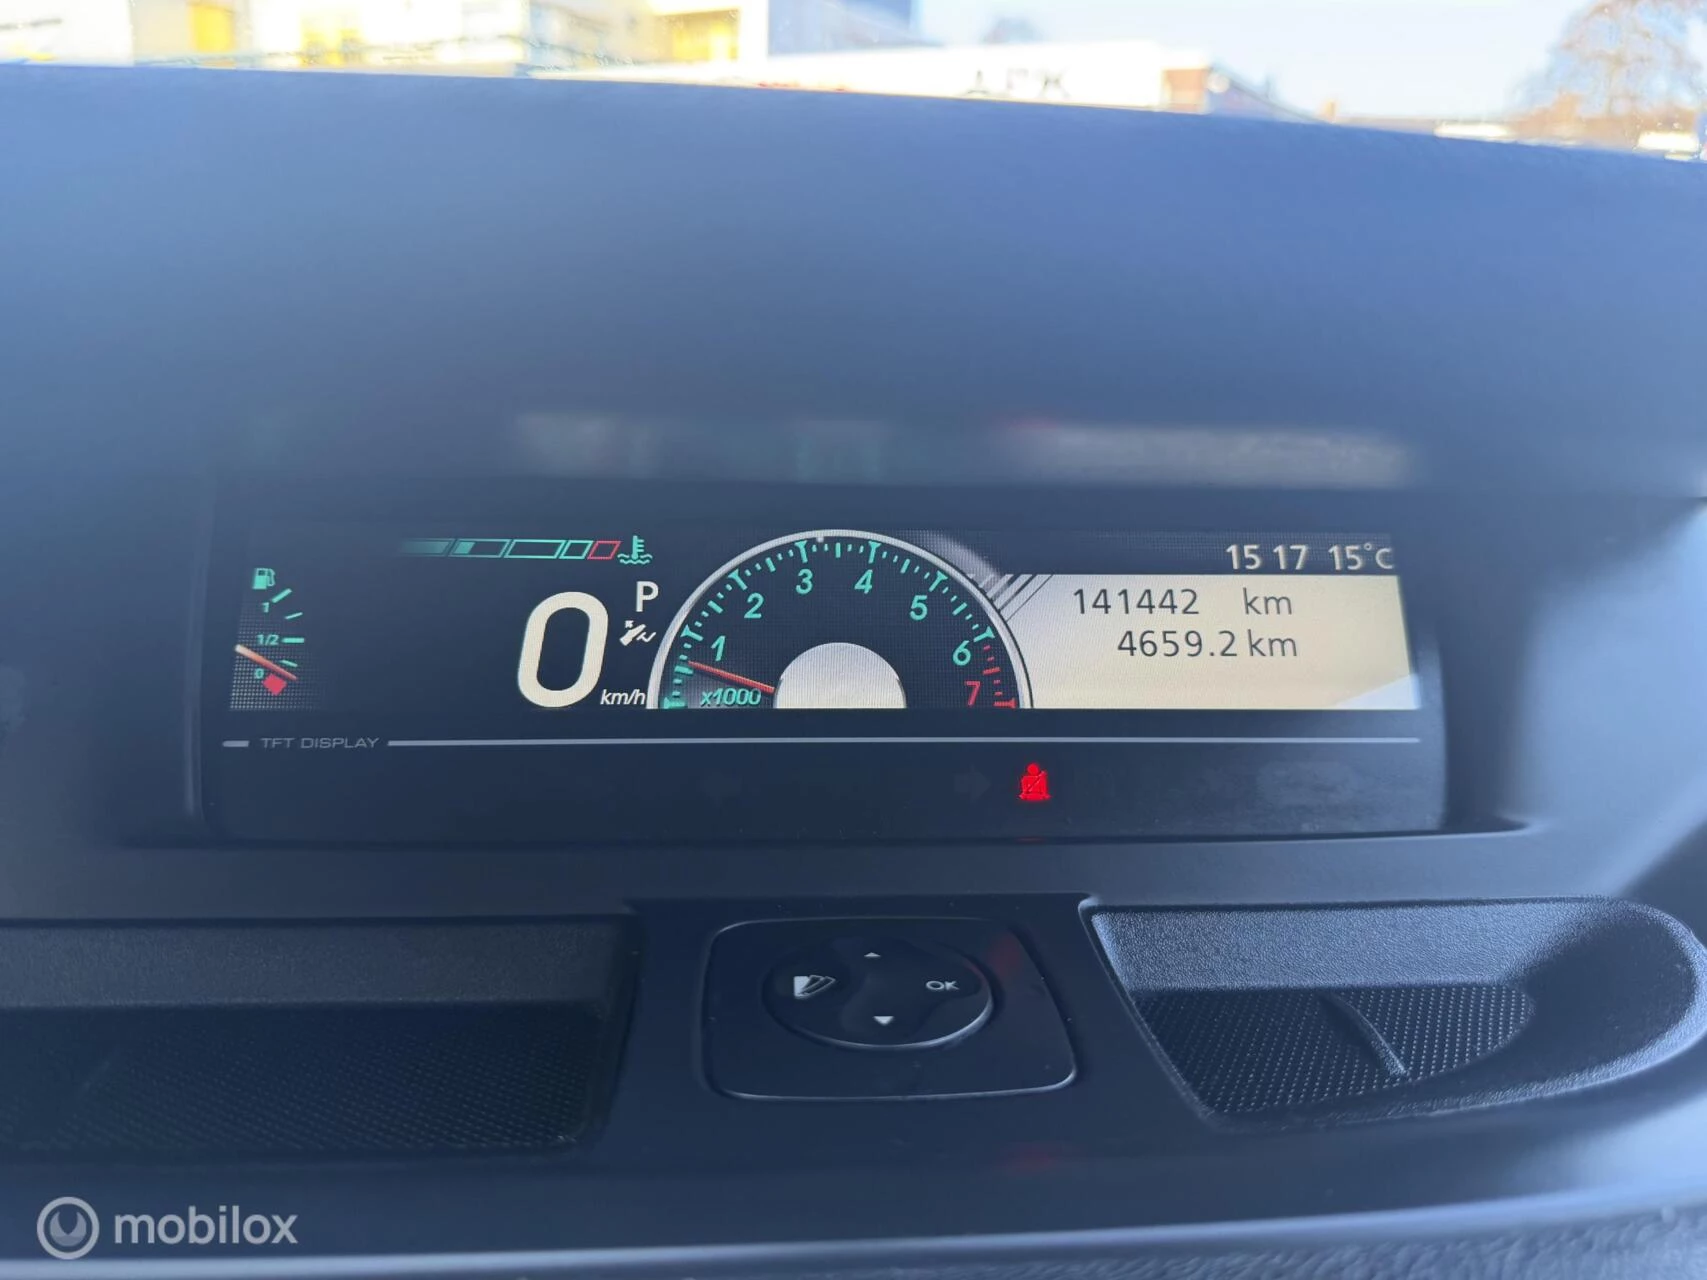 15 17 15°C
141442 km
4659.2 km
P
0 km/h
1
1/2
0
1 2 3 4 5 6 7
x1000
TFT DISPLAY
OK
mobilox